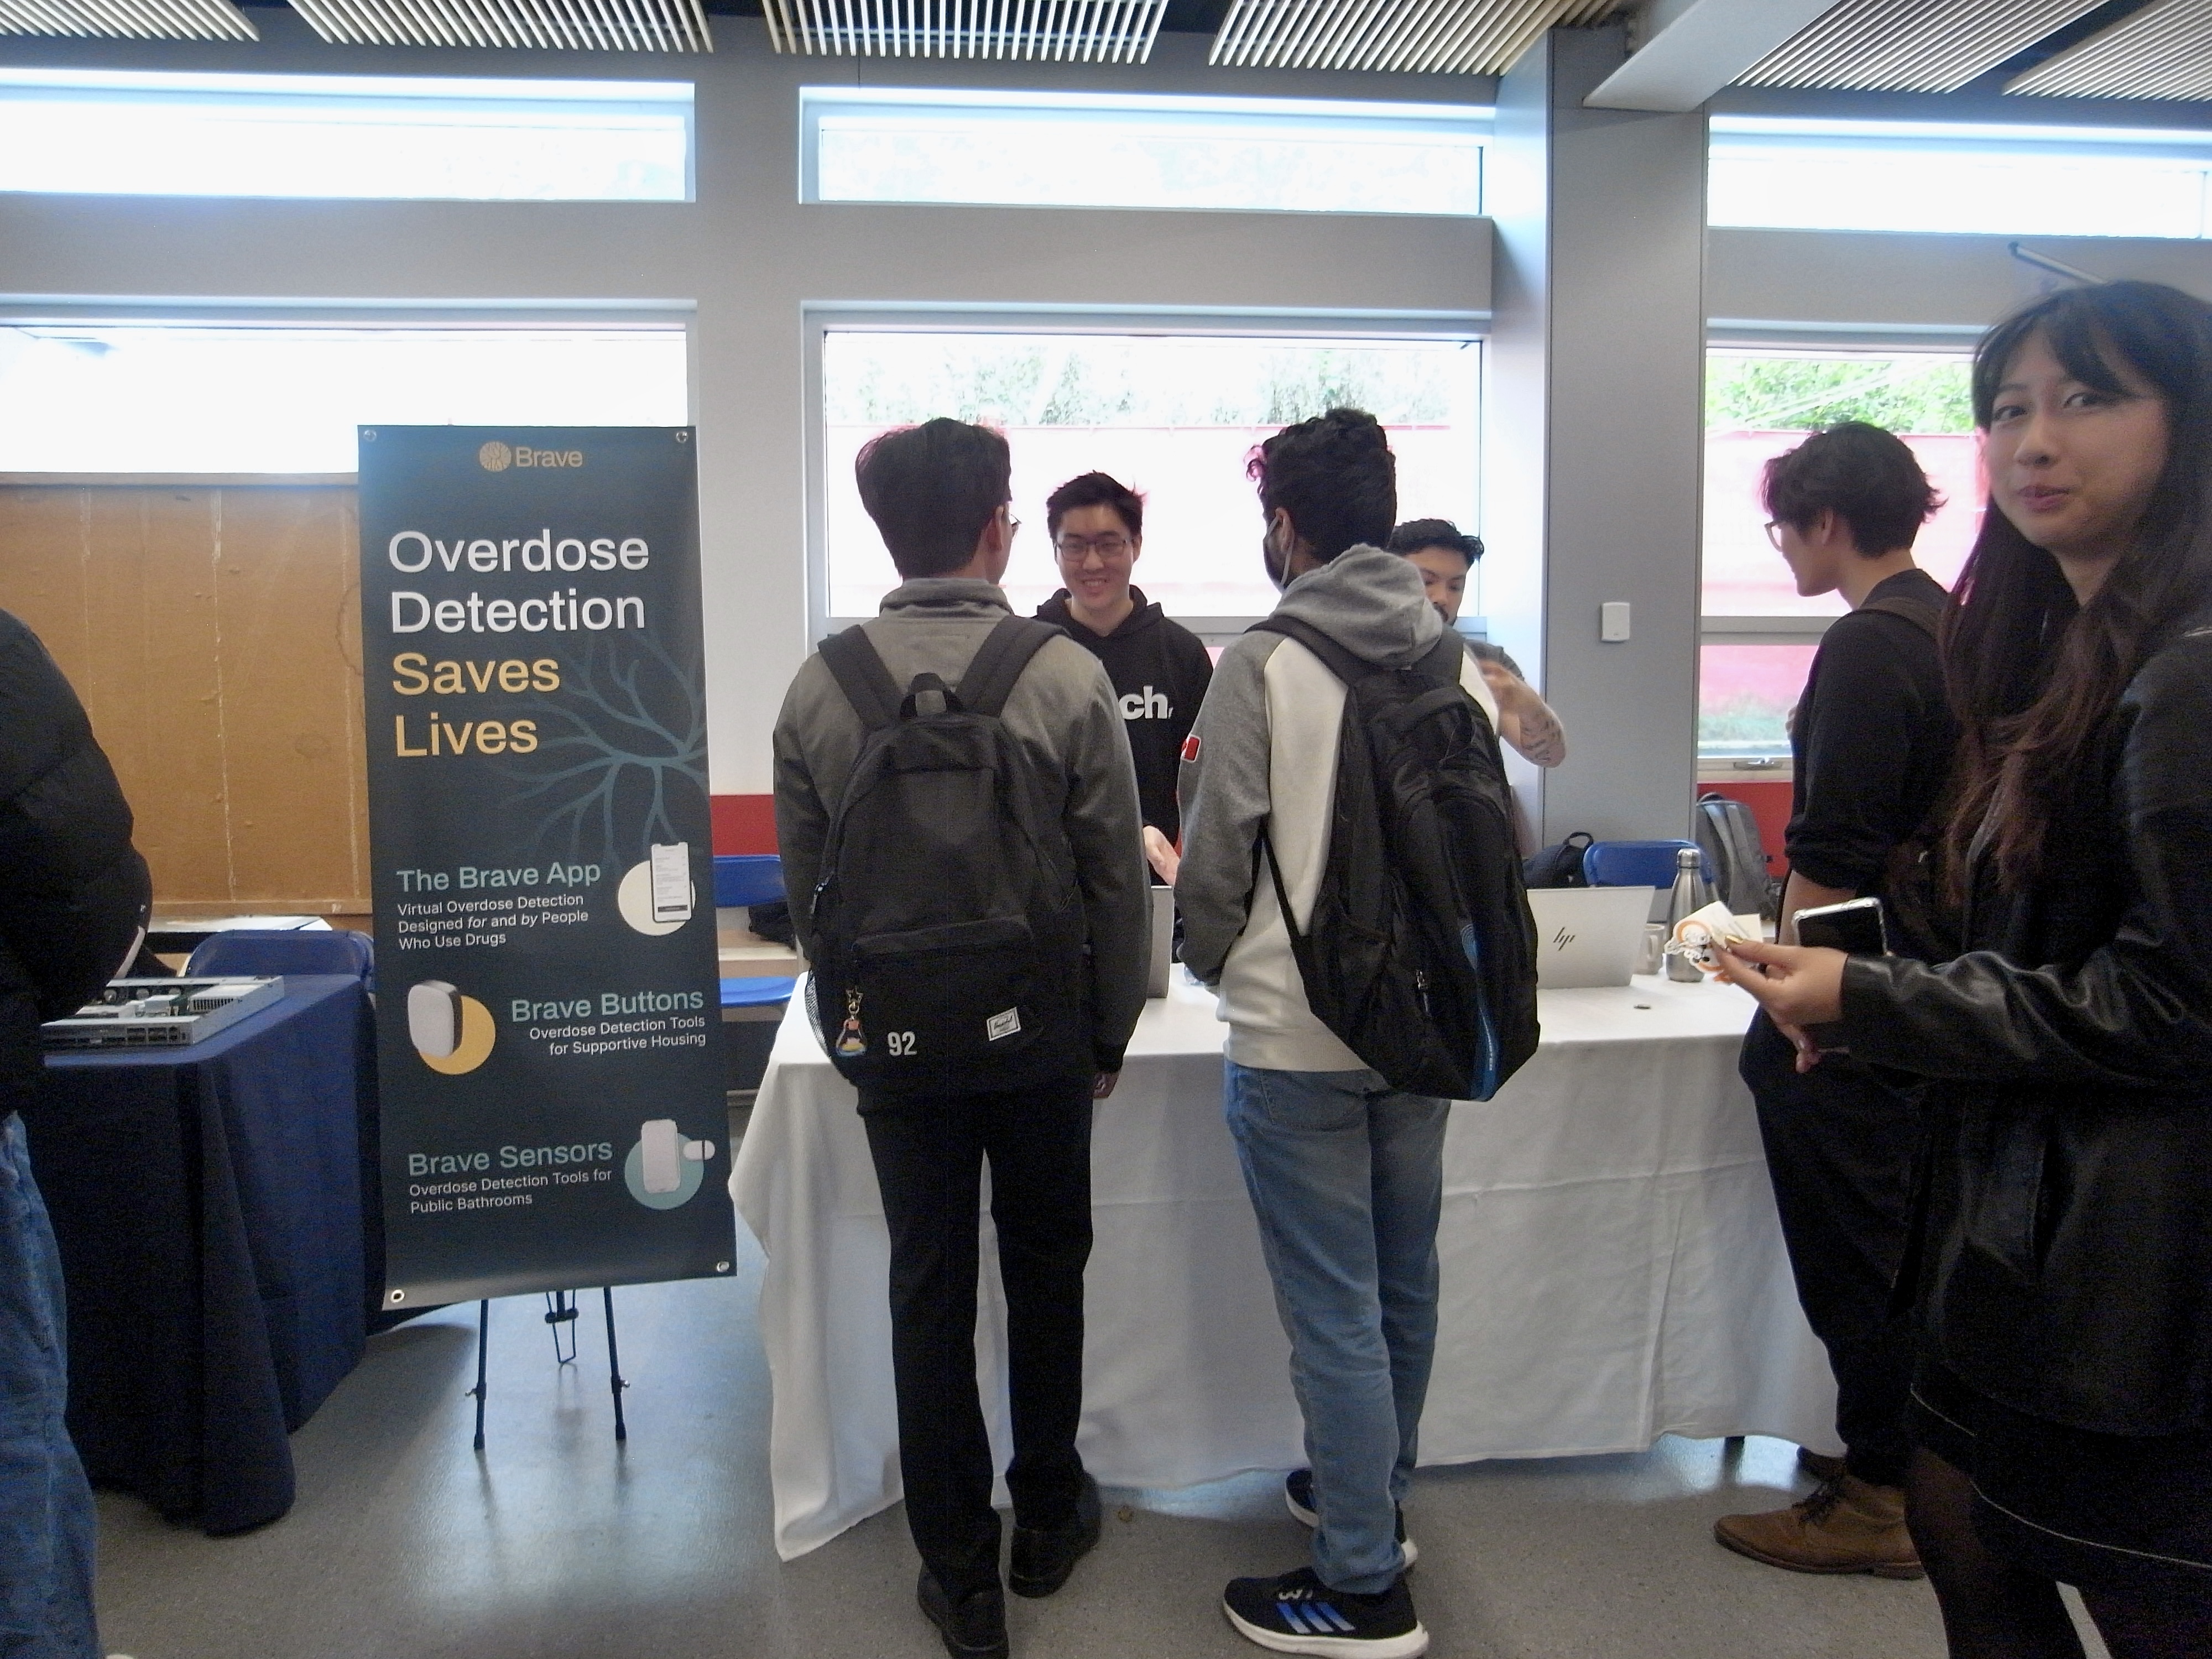 Brave
Overdose
Detection
Saves
Lives
The Brave App
Virtual Overdose Detection
Designed for and by People
Who Use Drugs
Brave Buttons
Overdose Detection Tools
for Supportive Housing
Brave Sensors
Overdose Detection Tools for
Public Bathrooms
ch.
92
hp